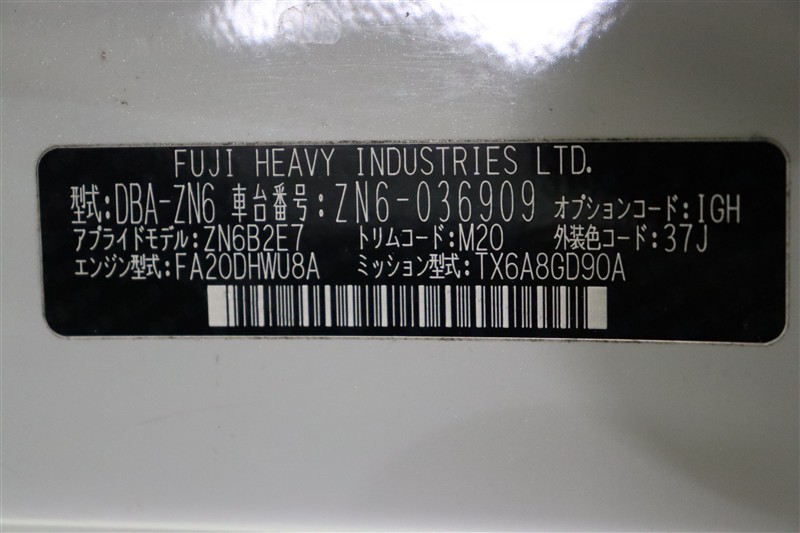 FUJI HEAVY INDUSTRIES LTD.
型式:DBA-ZN6 車台番号:ZN6-036909 オプションコード:IGH
アプライドモデル:ZN6B2E7 トリムコード:M20 外装色コード:37J
エンジン型式:FA20DHWU8A ミッション型式:TX6A8GD90A